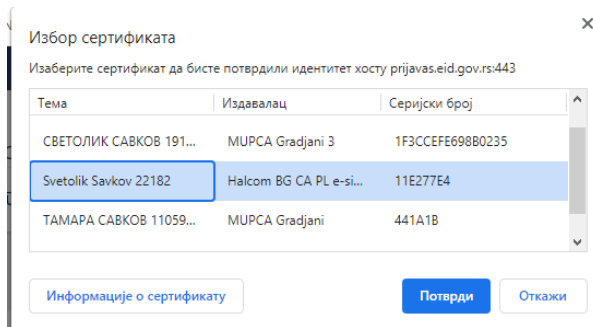 Избор сертификата
Изаберите сертификат да бисте потврдили идентитет хосту prijavas.eid.gov.rs:443
Тема Издавалац Серијски број
СВЕТОЛИК САВКОВ 191... MUPCA Gradjani 3 1F3CCEFE698B0235
Svetolik Savkov 22182 Halcom BG CA PL e-si... 11E277E4
ТАМАРА САВКОВ 11059... MUPCA Gradjani 441A1B
Информације о сертификату Потврди Откажи